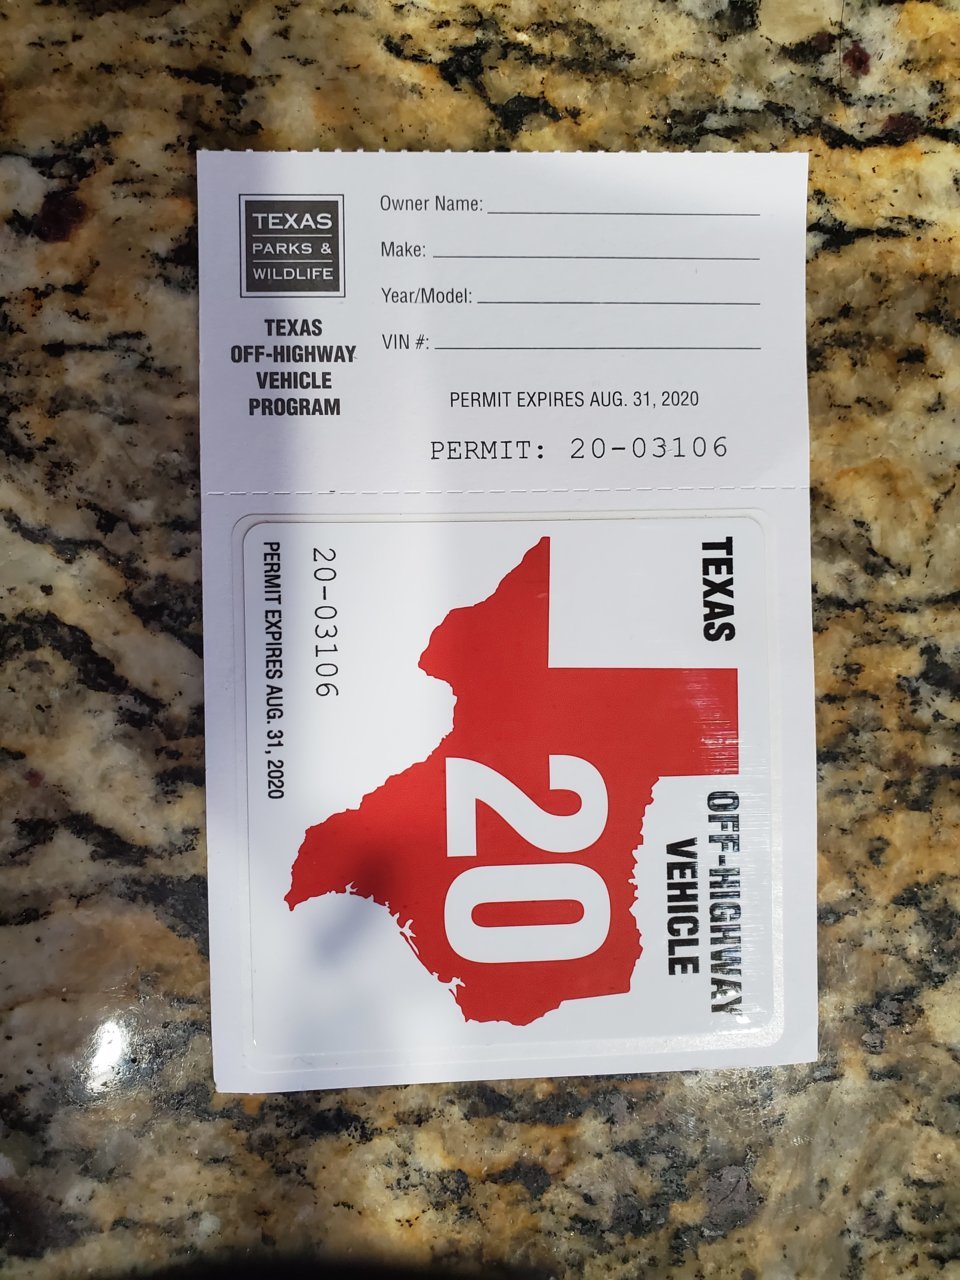 TEXAS
PARKS &
WILDLIFE
TEXAS
OFF-HIGHWAY
VEHICLE
PROGRAM
Owner Name:
Make:
Year/Model:
VIN #:
PERMIT EXPIRES AUG. 31, 2020
PERMIT: 20-03106
TEXAS
OFF-HIGHWAY
VEHICLE
20
20-03106
PERMIT EXPIRES AUG. 31, 2020